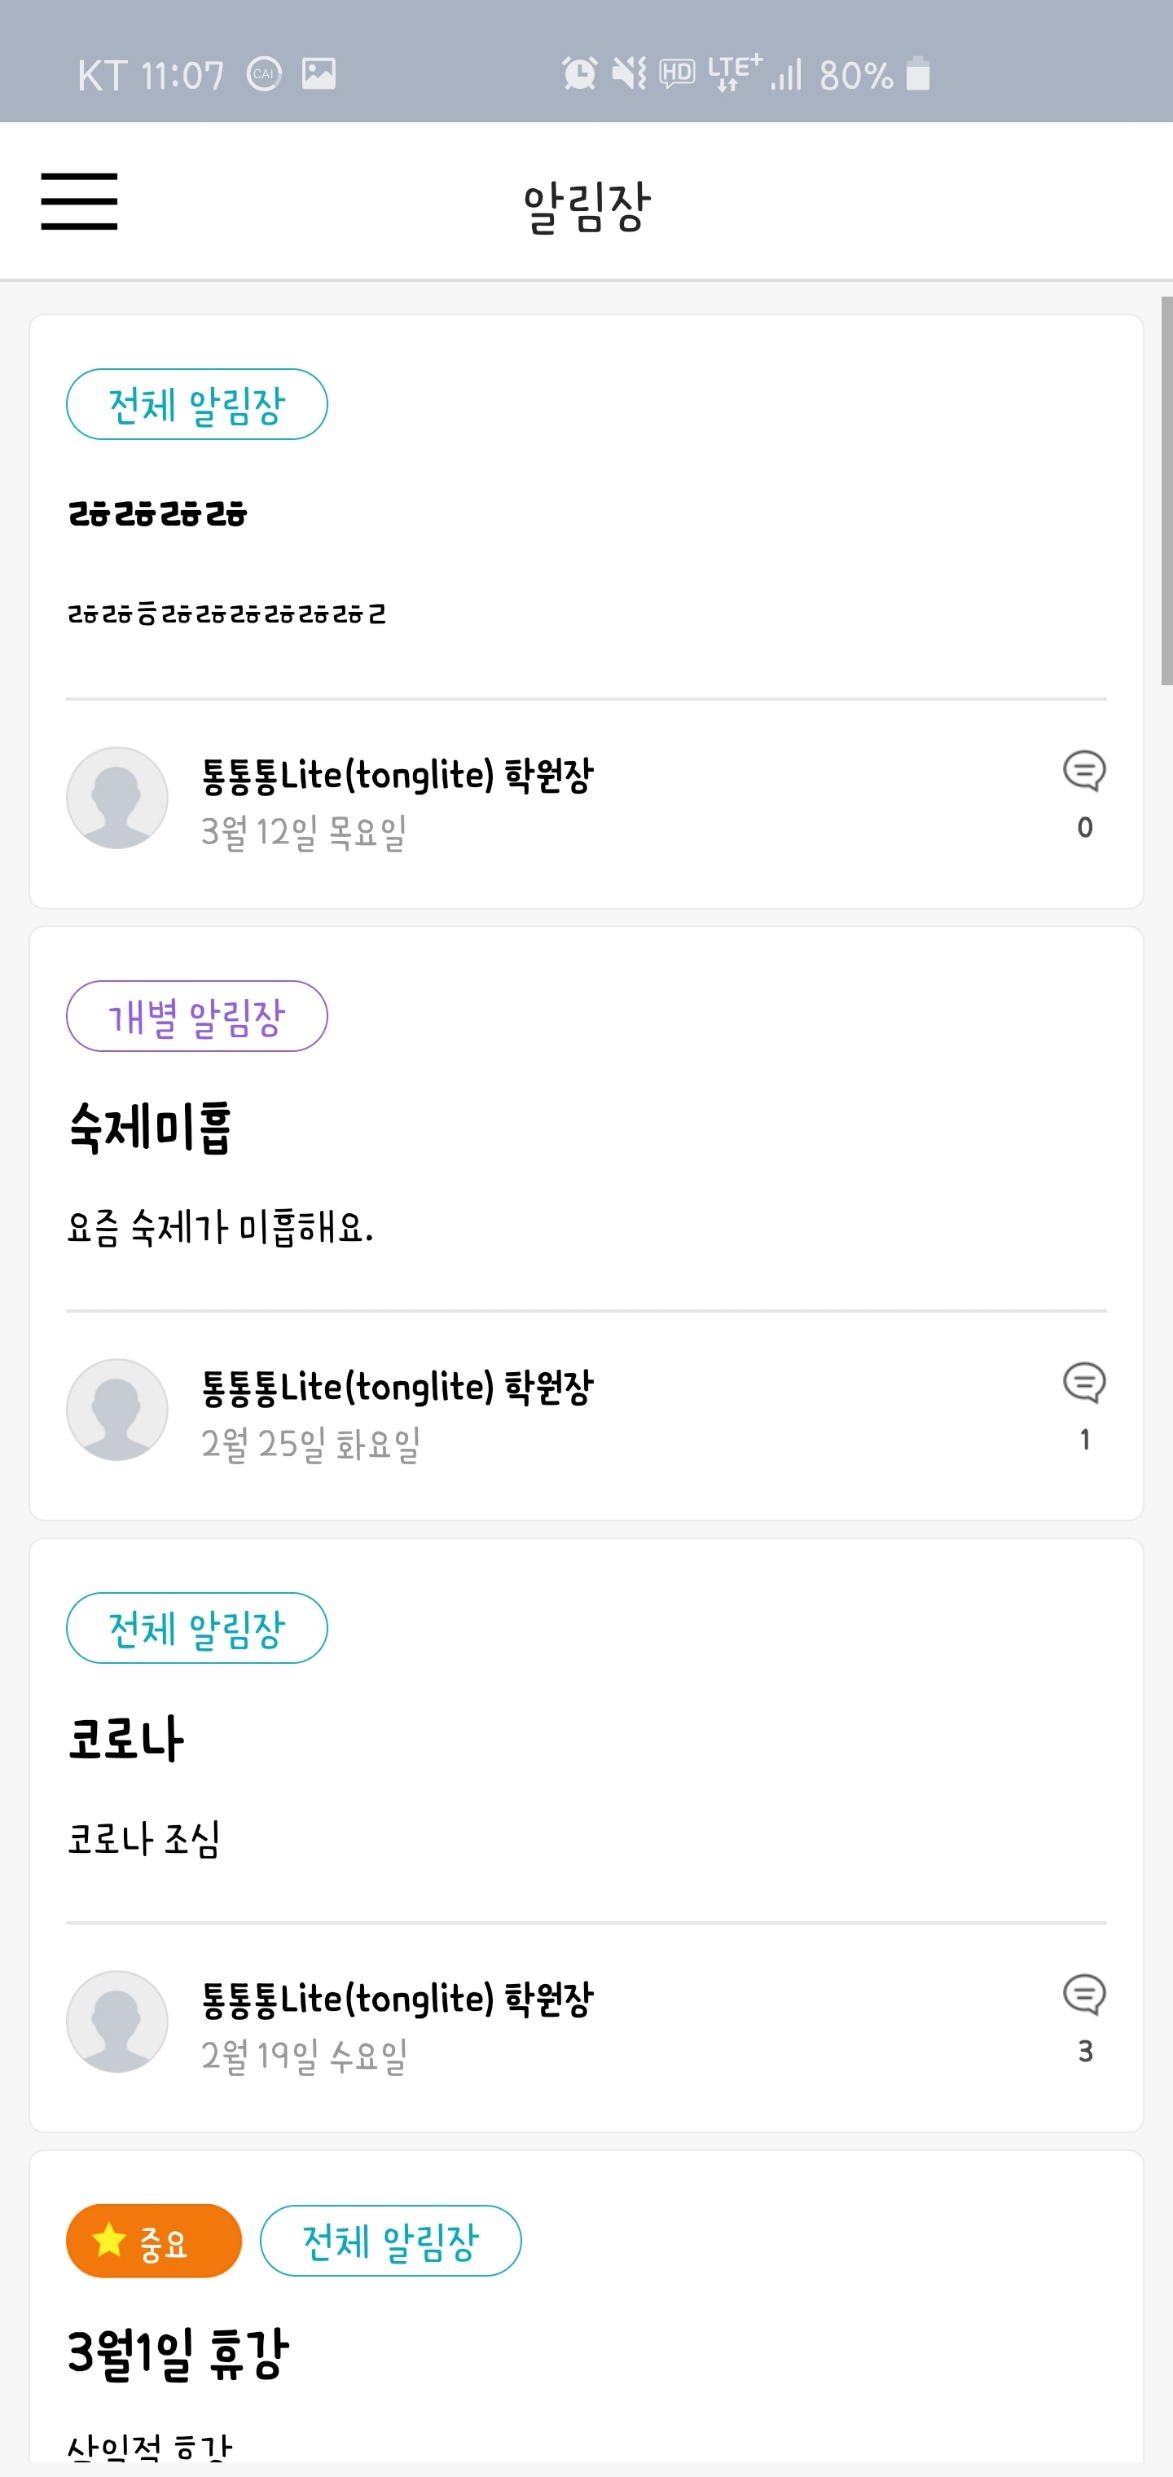 KT 11:07 CAI HD LTE+ 80%
알림장
전체 알림장
ㅀㅀㅀㅀ
ㅀㅀㅎㅀㅀㅀㅀㅀㅀㄹ
통통통Lite(tonglite) 학원장
3월 12일 목요일
0
개별 알림장
숙제미흡
요즘 숙제가 미흡해요.
통통통Lite(tonglite) 학원장
2월 25일 화요일
1
전체 알림장
코로나
코로나 조심
통통통Lite(tonglite) 학원장
2월 19일 수요일
3
중요 전체 알림장
3월1일 휴강